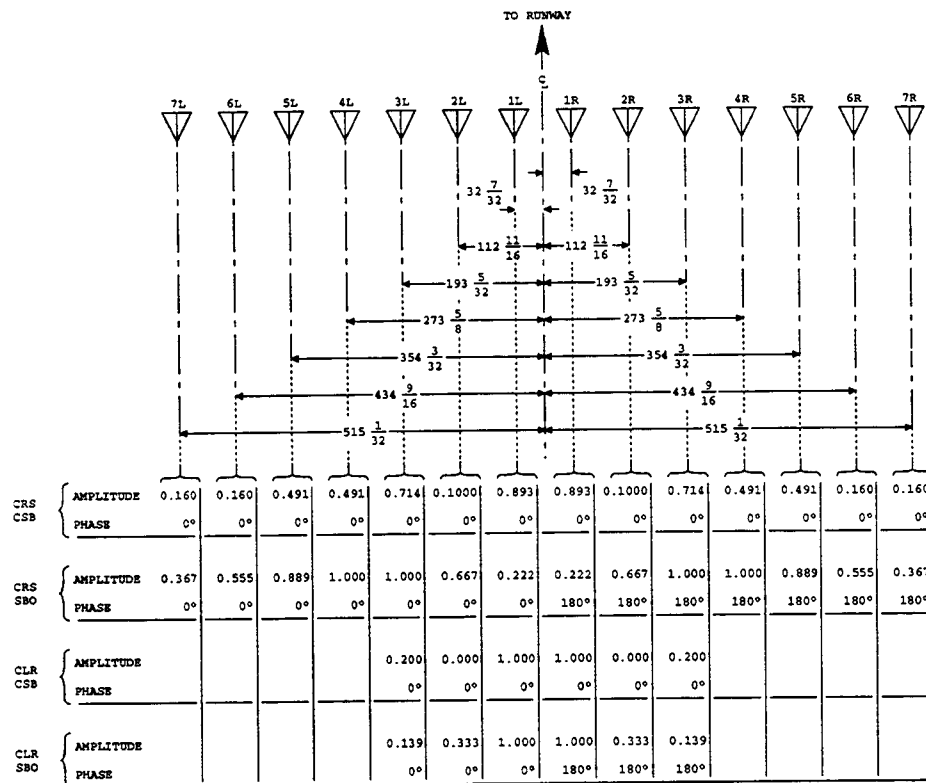 TO RUNWAY
C
7L 6L 5L 4L 3L 2L 1L 1R 2R 3R 4R 5R 6R 7R
32 7/32 32 7/32
112 11/16 112 11/16
193 5/32 193 5/32
273 5/8 273 5/8
354 3/32 354 3/32
434 9/16 434 9/16
515 1/32 515 1/32
CRS CSB
AMPLITUDE 0.160 0.160 0.491 0.491 0.714 0.1000 0.893 0.893 0.1000 0.714 0.491 0.491 0.160 0.160
PHASE 0° 0° 0° 0° 0° 0° 0° 0° 0° 0° 0° 0° 0° 0°
CRS SBO
AMPLITUDE 0.367 0.555 0.889 1.000 1.000 0.667 0.222 0.222 0.667 1.000 1.000 0.889 0.555 0.367
PHASE 0° 0° 0° 0° 0° 0° 0° 180° 180° 180° 180° 180° 180° 180°
CLR CSB
AMPLITUDE 0.200 0.000 1.000 1.000 0.000 0.200
PHASE 0° 0° 0° 0° 0° 0°
CLR SBO
AMPLITUDE 0.139 0.333 1.000 1.000 0.333 0.139
PHASE 0° 0° 0° 180° 180° 180°